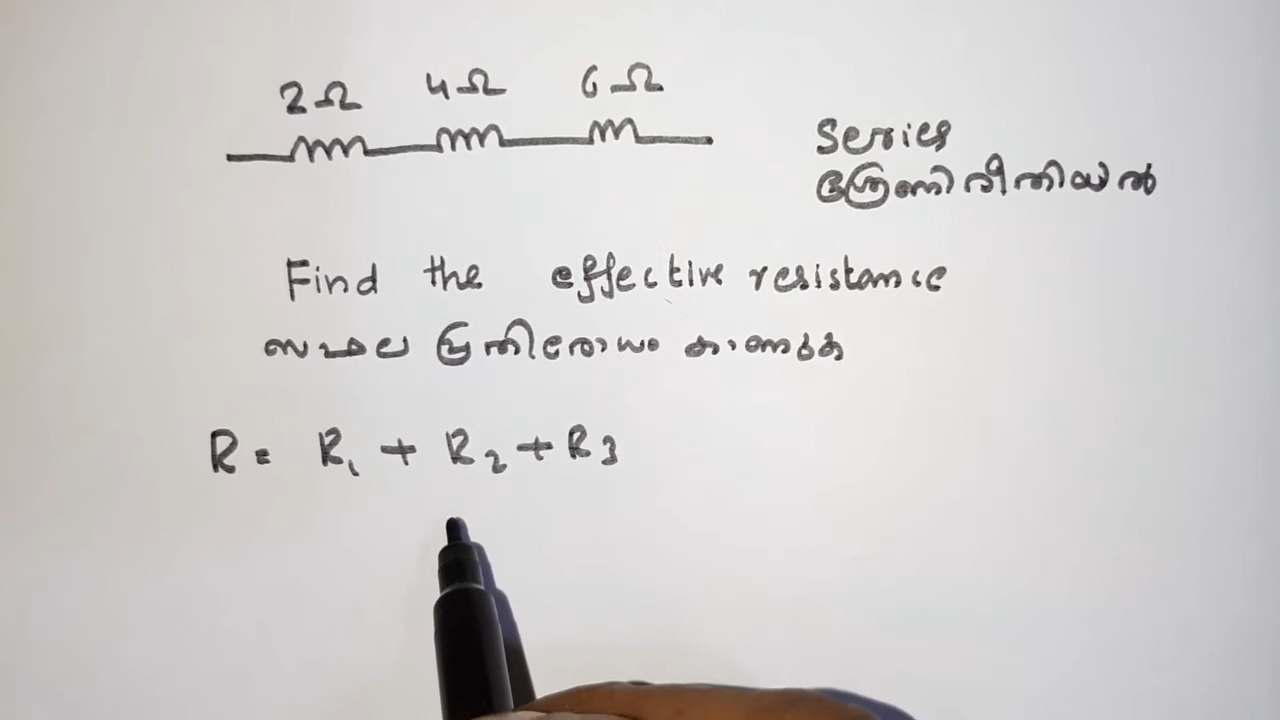 2Ω 4Ω 6Ω
Series
ശ്രേണിരീതിയിൽ
Find the effective resistance
സഫല പ്രതിരോധം കാണുക
R = R₁ + R₂ + R3